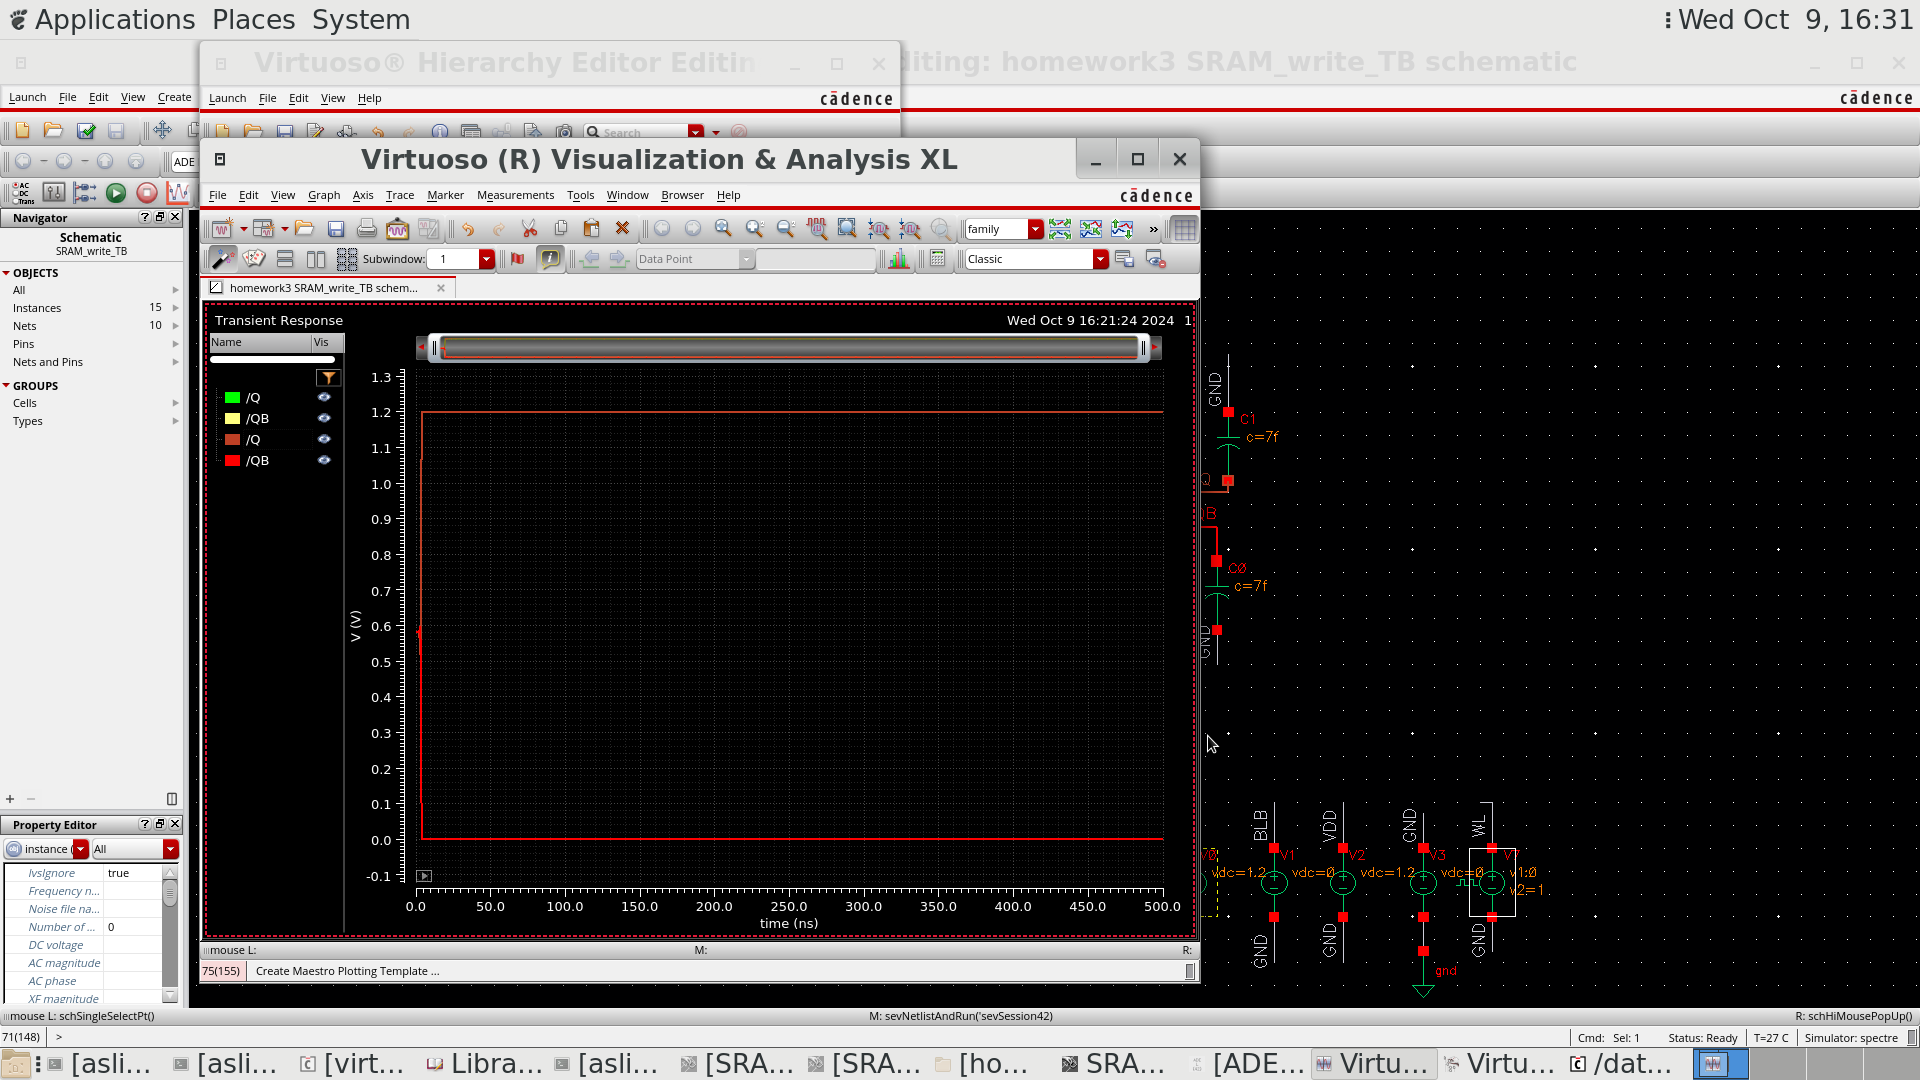 Applications Places System
Wed Oct 9, 16:31
Virtuoso® Hierarchy Editor Editin
diting: homework3 SRAM_write_TB schematic
Launch File Edit View Create
Launch File Edit View Help
cādence
cādence
Search
ADE
Virtuoso (R) Visualization & Analysis XL
File Edit View Graph Axis Trace Marker Measurements Tools Window Browser Help
cādence
family
»
Subwindow: 1
Data Point
Classic
homework3 SRAM_write_TB schem...
Navigator
Schematic
SRAM_write_TB
OBJECTS
All
Instances 15
Nets 10
Pins
Nets and Pins
GROUPS
Cells
Types
Transient Response
Wed Oct 9 16:21:24 2024 1
Name Vis
/Q
/QB
/Q
/QB
1.3
1.2
1.1
1.0
0.9
0.8
0.7
0.6
0.5
0.4
0.3
0.2
0.1
0.0
-0.1
V (V)
0.0 50.0 100.0 150.0 200.0 250.0 300.0 350.0 400.0 450.0 500.0
time (ns)
mouse L: M: R:
75(155) Create Maestro Plotting Template ...
GND
C1
c=7f
C0
c=7f
GND
BLB VDD GND WL
V1 V2 V3
vdc=1.2 vdc=0 vdc=1.2 vdc=0 v1:0
v2=1
GND GND GND
gnd
Property Editor
instance All
lvsIgnore true
Frequency n...
Noise file na...
Number of ... 0
DC voltage
AC magnitude
AC phase
XF magnitude
mouse L: schSingleSelectPt() M: sevNetlistAndRun('sevSession42) R: schHiMousePopUp()
71(148) > Cmd: Sel: 1 Status: Ready T=27 C Simulator: spectre
[asli... [asli... [virt... Libra... [asli... [SRA... [SRA... [ho... SRA... [ADE... Virtu... Virtu... /dat...